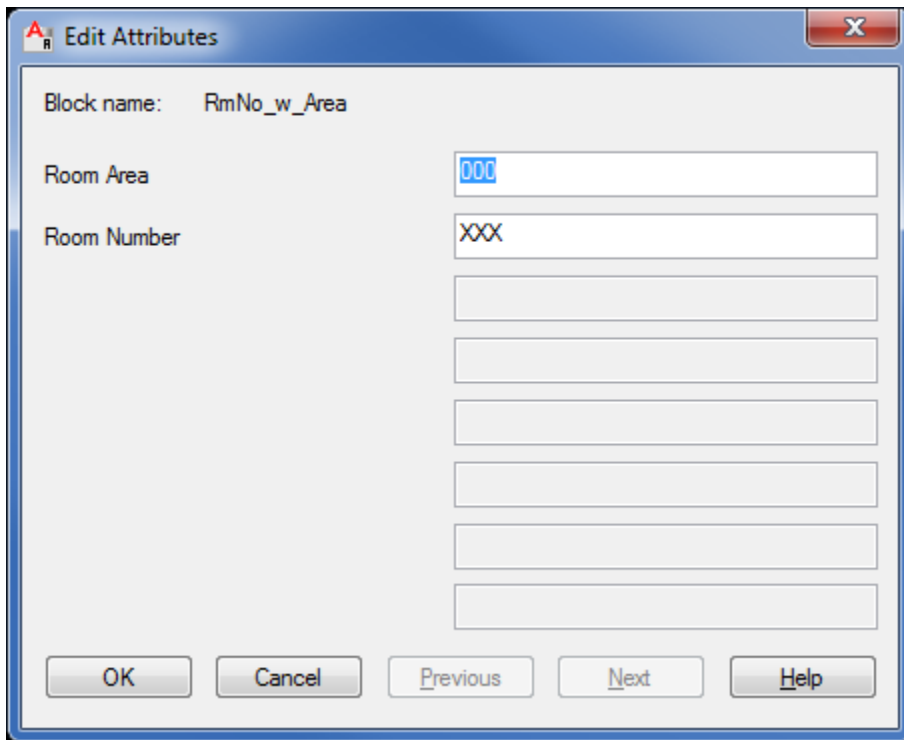 Edit Attributes
Block name: RmNo_w_Area
Room Area 000
Room Number XXX
OK Cancel Previous Next Help